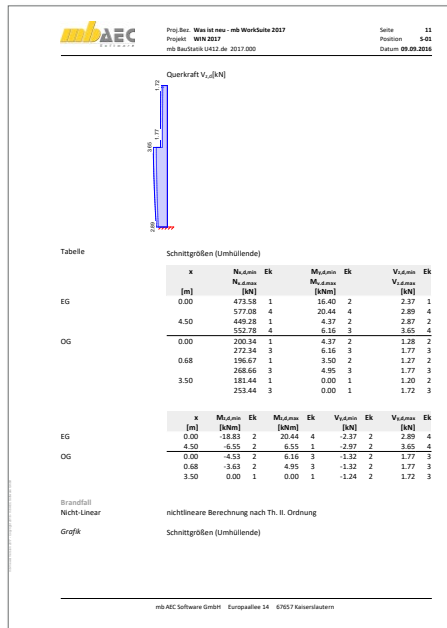 mbAEC
Software
Proj.Bez. Was ist neu - mb WorkSuite 2017 Seite 11
Projekt WIN 2017 Position S-01
mb BauStatik U412.de 2017.000 Datum 09.09.2016
Querkraft Vz,d[kN]
1.72
1.77
3.65
2.89
Tabelle Schnittgrößen (Umhüllende)
x Nx,d,min Ek My,d,min Ek Vz,d,min Ek
Nx,d,max My,d,max Vz,d,max
[m] [kN] [kNm] [kN]
EG 0.00 473.58 1 16.40 2 2.37 1
577.08 4 20.44 4 2.89 4
4.50 449.28 1 4.37 2 2.87 2
552.78 4 6.16 3 3.65 4
OG 0.00 200.34 1 4.37 2 1.28 2
272.34 3 6.16 3 1.77 3
0.68 196.67 1 3.50 2 1.27 2
268.66 3 4.95 3 1.77 3
3.50 181.44 1 0.00 1 1.20 2
253.44 3 0.00 1 1.72 3
x Mz,d,min Ek Mz,d,max Ek Vy,d,min Ek Vy,d,max Ek
[m] [kNm] [kNm] [kN] [kN]
EG 0.00 -18.83 2 20.44 4 -2.37 2 2.89 4
4.50 -6.55 2 6.55 1 -2.97 2 3.65 4
OG 0.00 -4.53 2 6.16 3 -1.32 2 1.77 3
0.68 -3.63 2 4.95 3 -1.32 2 1.77 3
3.50 0.00 1 0.00 1 -1.24 2 1.72 3
Brandfall
Nicht-Linear nichtlineare Berechnung nach Th. II. Ordnung
Grafik Schnittgrößen (Umhüllende)
mb AEC Software GmbH Europaallee 14 67657 Kaiserslautern